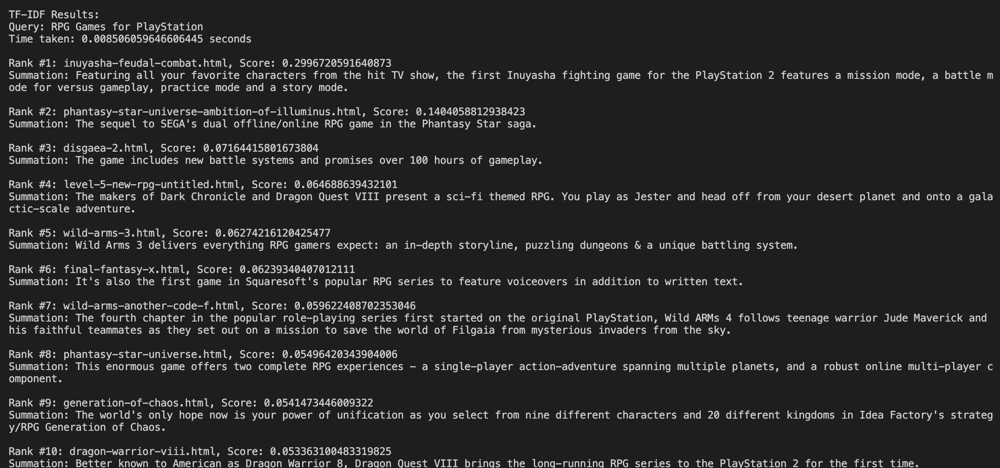 TF-IDF Results:
Query: RPG Games for PlayStation
Time taken: 0.008506059646606445 seconds
Rank #1: inuyasha-feudal-combat.html, Score: 0.2996720591640873
Summation: Featuring all your favorite characters from the hit TV show, the first Inuyasha fighting game for the PlayStation 2 features a mission mode, a battle m
ode for versus gameplay, practice mode and a story mode.
Rank #2: phantasy-star-universe-ambition-of-illuminus.html, Score: 0.1404058812938423
Summation: The sequel to SEGA's dual offline/online RPG game in the Phantasy Star saga.
Rank #3: disgaea-2.html, Score: 0.07164415801673804
Summation: The game includes new battle systems and promises over 100 hours of gameplay.
Rank #4: level-5-new-rpg-untitled.html, Score: 0.064688639432101
Summation: The makers of Dark Chronicle and Dragon Quest VIII present a sci-fi themed RPG. You play as Jester and head off from your desert planet and onto a gala
ctic-scale adventure.
Rank #5: wild-arms-3.html, Score: 0.06274216120425477
Summation: Wild Arms 3 delivers everything RPG gamers expect: an in-depth storyline, puzzling dungeons & a unique battling system.
Rank #6: final-fantasy-x.html, Score: 0.06239340407012111
Summation: It's also the first game in Squaresoft's popular RPG series to feature voiceovers in addition to written text.
Rank #7: wild-arms-another-code-f.html, Score: 0.059622408702353046
Summation: The fourth chapter in the popular role-playing series first started on the original PlayStation, Wild ARMs 4 follows teenage warrior Jude Maverick and
his faithful teammates as they set out on a mission to save the world of Filgaia from mysterious invaders from the sky.
Rank #8: phantasy-star-universe.html, Score: 0.05496420343904006
Summation: This enormous game offers two complete RPG experiences - a single-player action-adventure spanning multiple planets, and a robust online multi-player c
omponent.
Rank #9: generation-of-chaos.html, Score: 0.0541473446009322
Summation: The world's only hope now is your power of unification as you select from nine different characters and 20 different kingdoms in Idea Factory's strateg
y/RPG Generation of Chaos.
Rank #10: dragon-warrior-viii.html, Score: 0.053363100483319825
Summation: Better known to American as Dragon Warrior 8, Dragon Quest VIII brings the long-running RPG series to the PlayStation 2 for the first time.